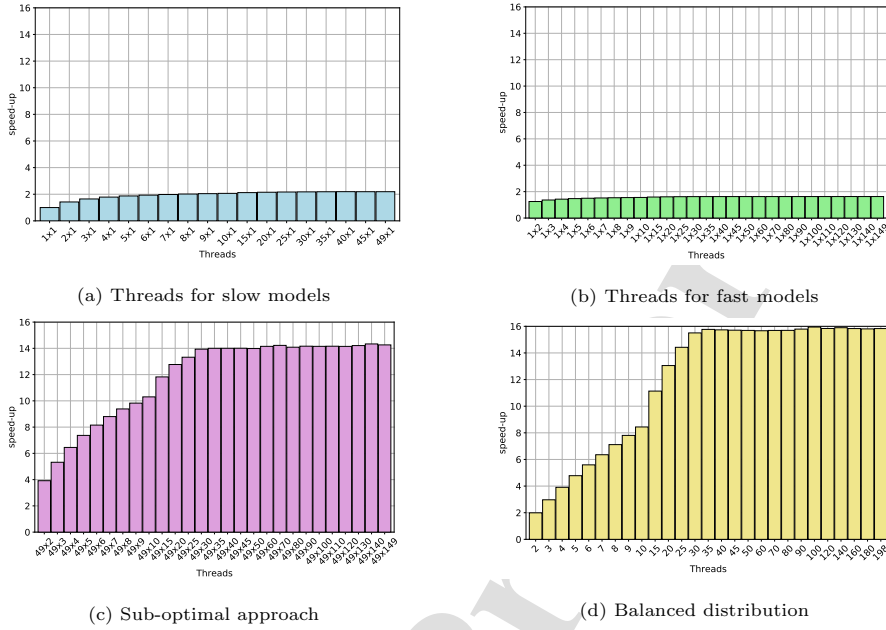 16
14
12
10
8
6
4
2
0
speed-up
1x1 2x1 3x1 4x1 5x1 6x1 7x1 8x1 9x1 10x1 15x1 20x1 25x1 30x1 35x1 40x1 45x1 49x1
Threads
(a) Threads for slow models
16
14
12
10
8
6
4
2
0
speed-up
1x2 1x3 1x4 1x5 1x6 1x7 1x8 1x9 1x10 1x15 1x20 1x25 1x30 1x35 1x40 1x45 1x50 1x60 1x70 1x80 1x90 1x100 1x110 1x120 1x130 1x140 1x149
Threads
(b) Threads for fast models
16
14
12
10
8
6
4
2
0
speed-up
49x2 49x3 49x4 49x5 49x6 49x7 49x8 49x9 49x10 49x15 49x20 49x25 49x30 49x35 49x40 49x45 49x50 49x60 49x70 49x80 49x90 49x100 49x110 49x120 49x130 49x140 49x149
Threads
(c) Sub-optimal approach
16
14
12
10
8
6
4
2
0
speed-up
2 3 4 5 6 7 8 9 10 15 20 25 30 35 40 45 50 60 70 80 90 100 120 140 160 180 198
Threads
(d) Balanced distribution